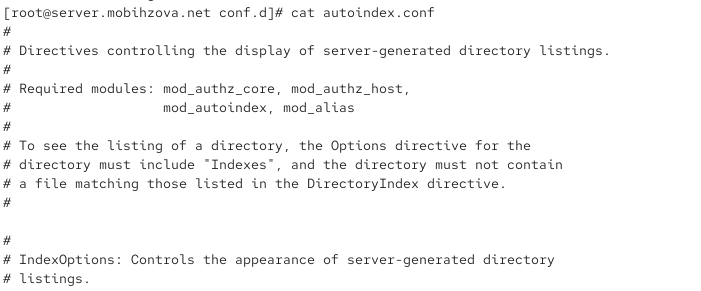 [root@server.mobihzova.net conf.d]# cat autoindex.conf
#
# Directives controlling the display of server-generated directory listings.
#
# Required modules: mod_authz_core, mod_authz_host,
#                   mod_autoindex, mod_alias
#
# To see the listing of a directory, the Options directive for the
# directory must include "Indexes", and the directory must not contain
# a file matching those listed in the DirectoryIndex directive.
#

#
# IndexOptions: Controls the appearance of server-generated directory
# listings.